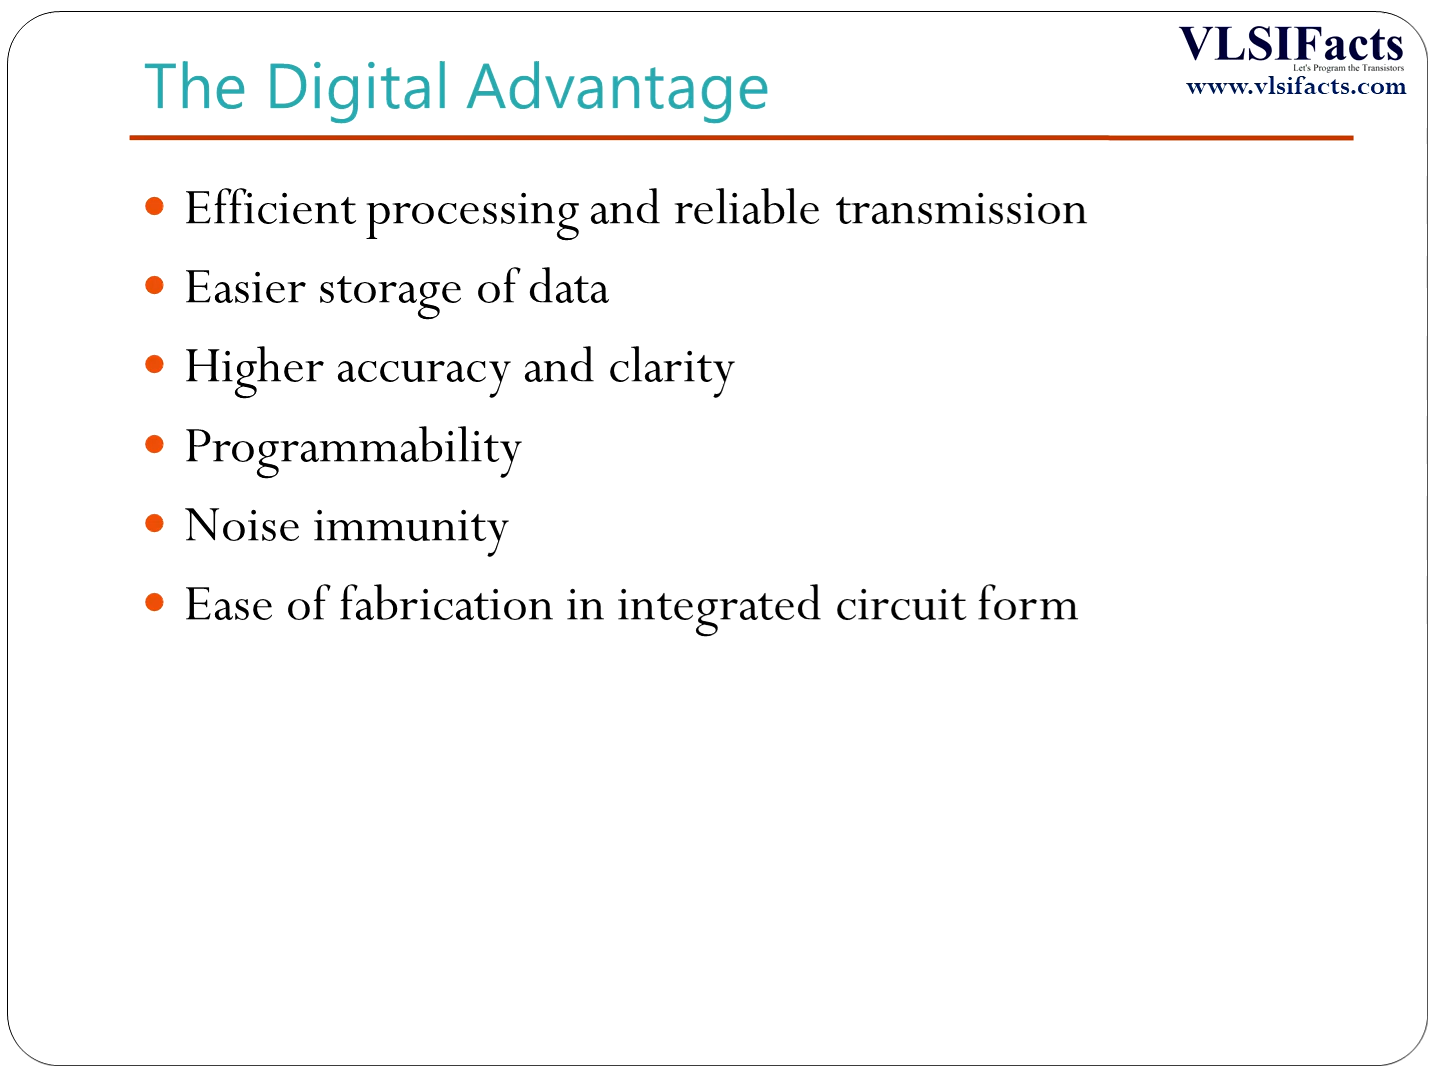 VLSIFacts
Let's Program the Transistors
www.vlsifacts.com
The Digital Advantage
Efficient processing and reliable transmission
Easier storage of data
Higher accuracy and clarity
Programmability
Noise immunity
Ease of fabrication in integrated circuit form